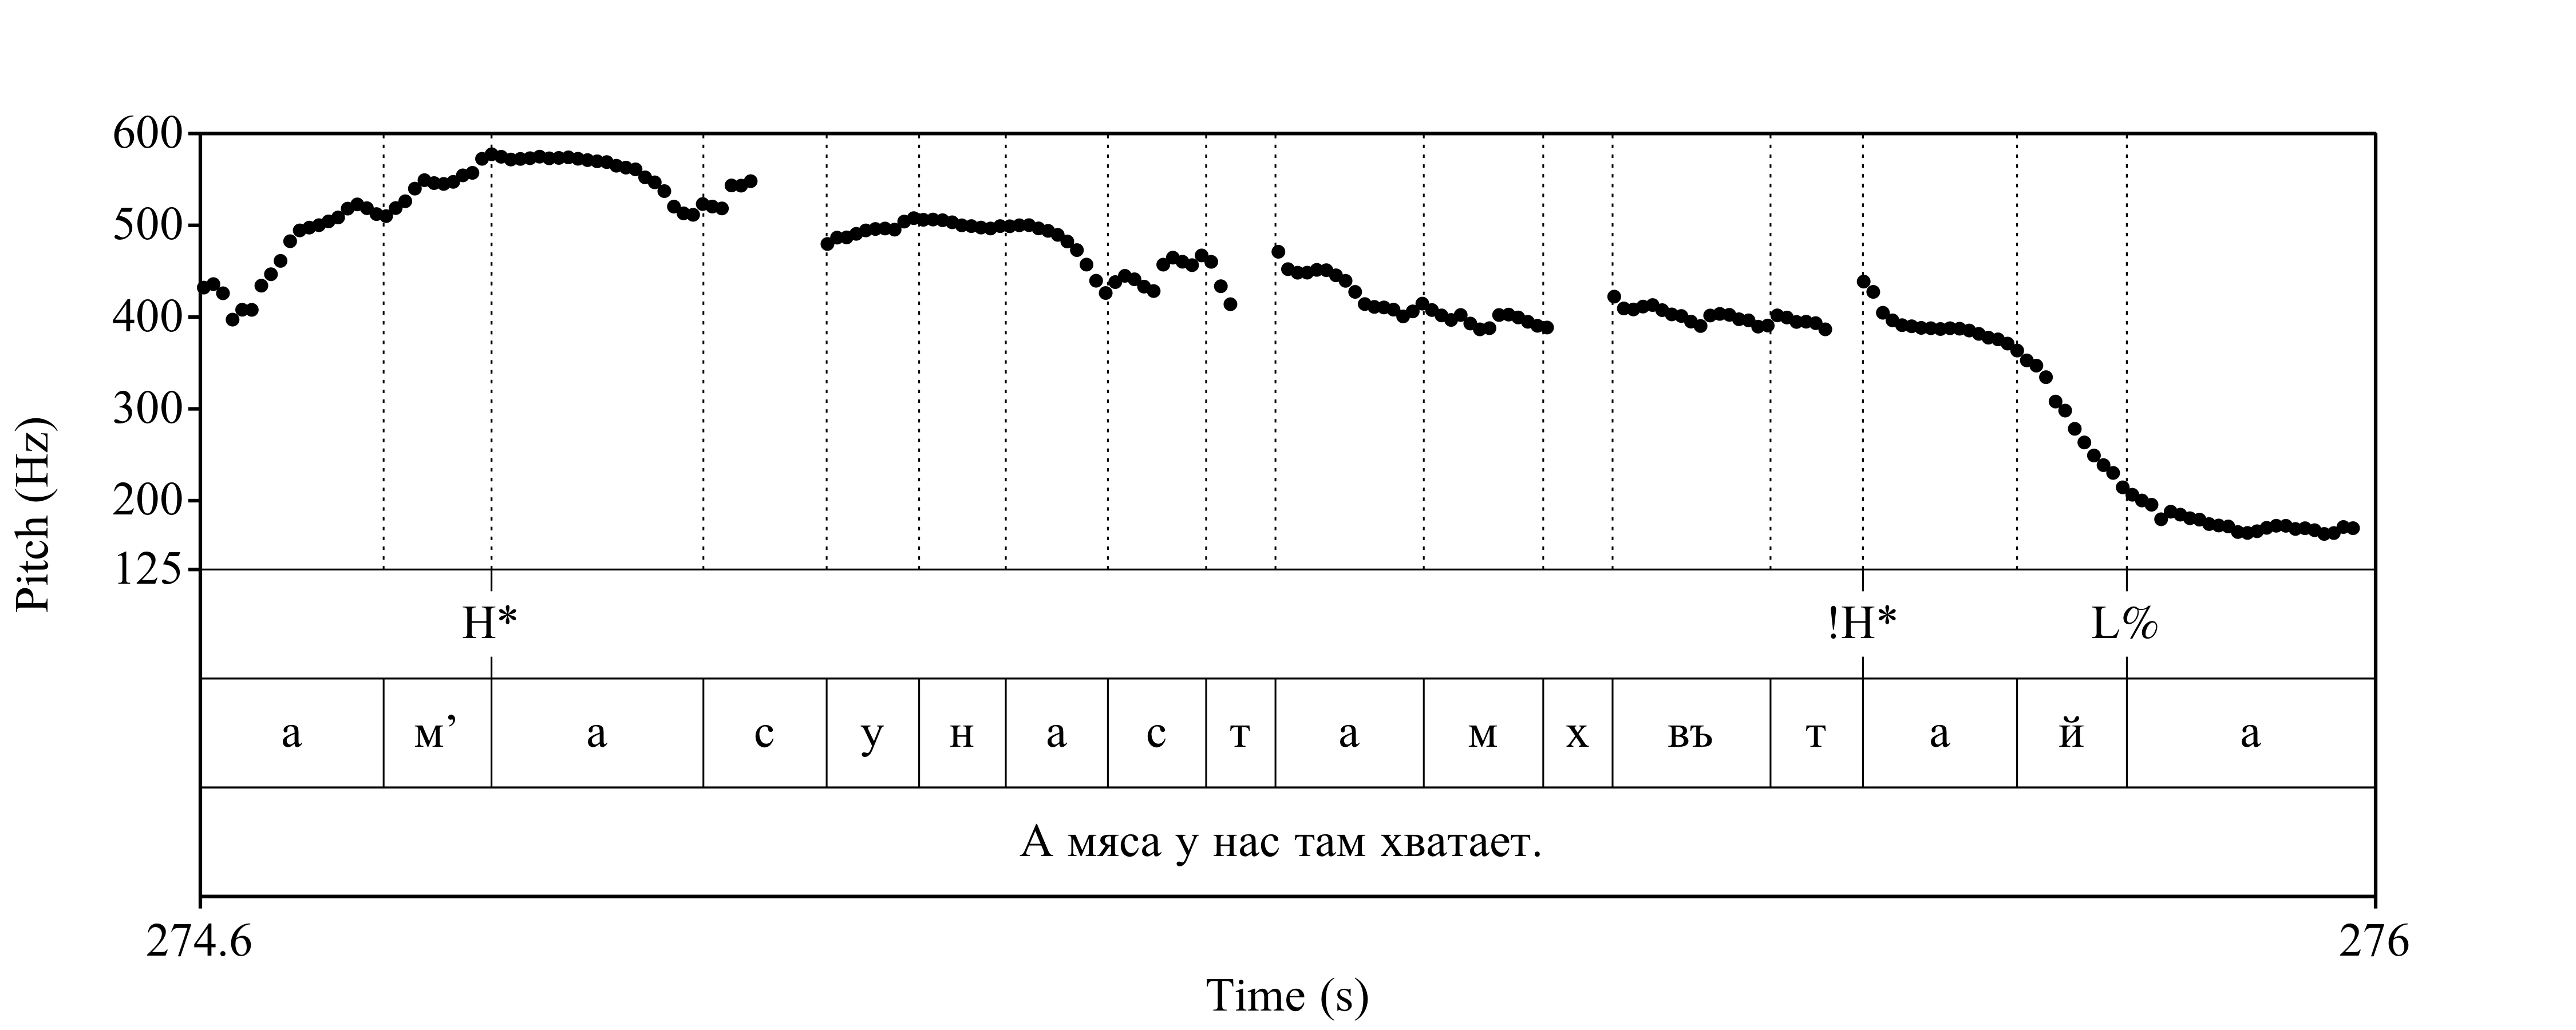 600
500
400
300
200
125
Pitch (Hz)
H* !H* L%
а м’ а с у н а с т а м х въ т а й а
А мяса у нас там хватает.
274.6 276
Time (s)